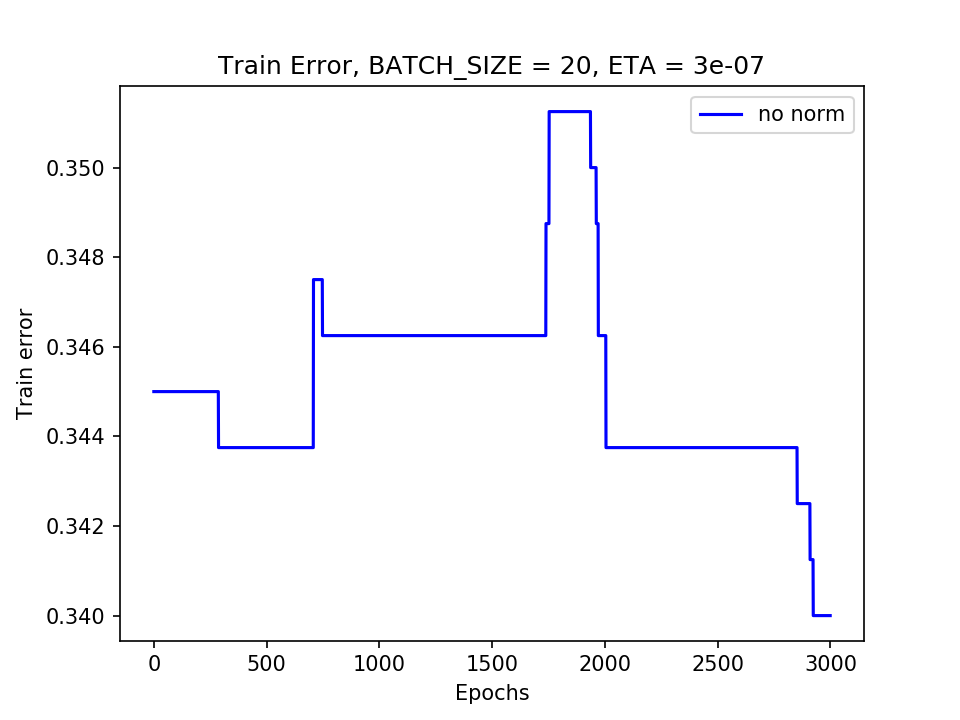 Train Error, BATCH_SIZE = 20, ETA = 3e-07
no norm
0.350
0.348
0.346
0.344
0.342
0.340
Train error
0 500 1000 1500 2000 2500 3000
Epochs